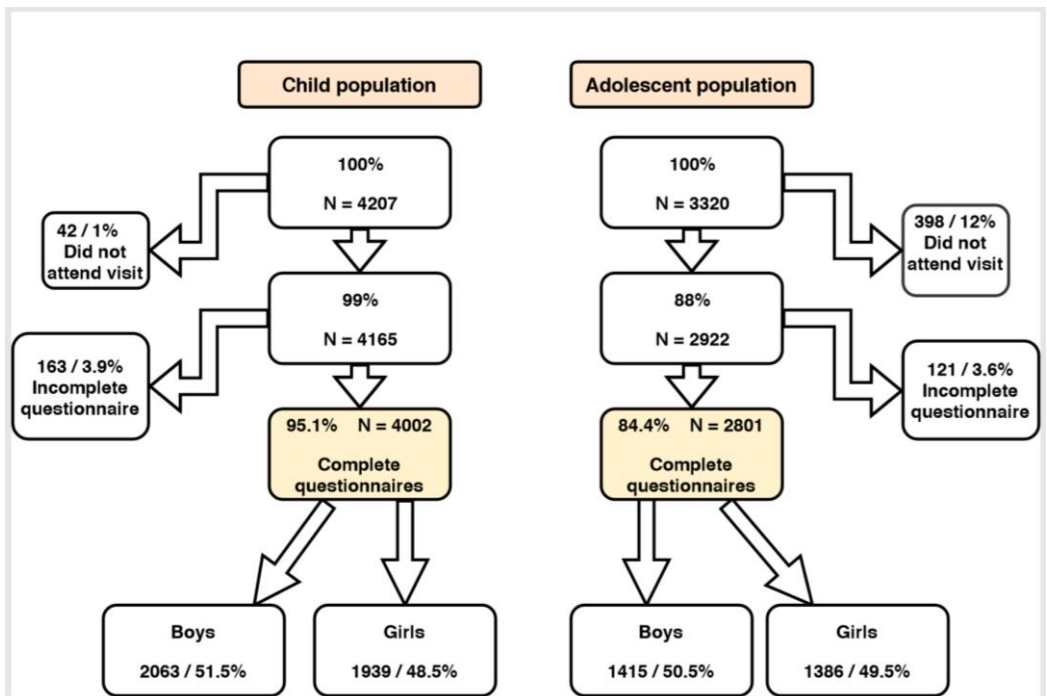 Child population
100%
N = 4207
42 / 1%
Did not
attend visit
99%
N = 4165
163 / 3.9%
Incomplete
questionnaire
95.1% N = 4002
Complete
questionnaires
Boys
2063 / 51.5%
Girls
1939 / 48.5%
Adolescent population
100%
N = 3320
398 / 12%
Did not
attend visit
88%
N = 2922
121 / 3.6%
Incomplete
questionnaire
84.4% N = 2801
Complete
questionnaires
Boys
1415 / 50.5%
Girls
1386 / 49.5%